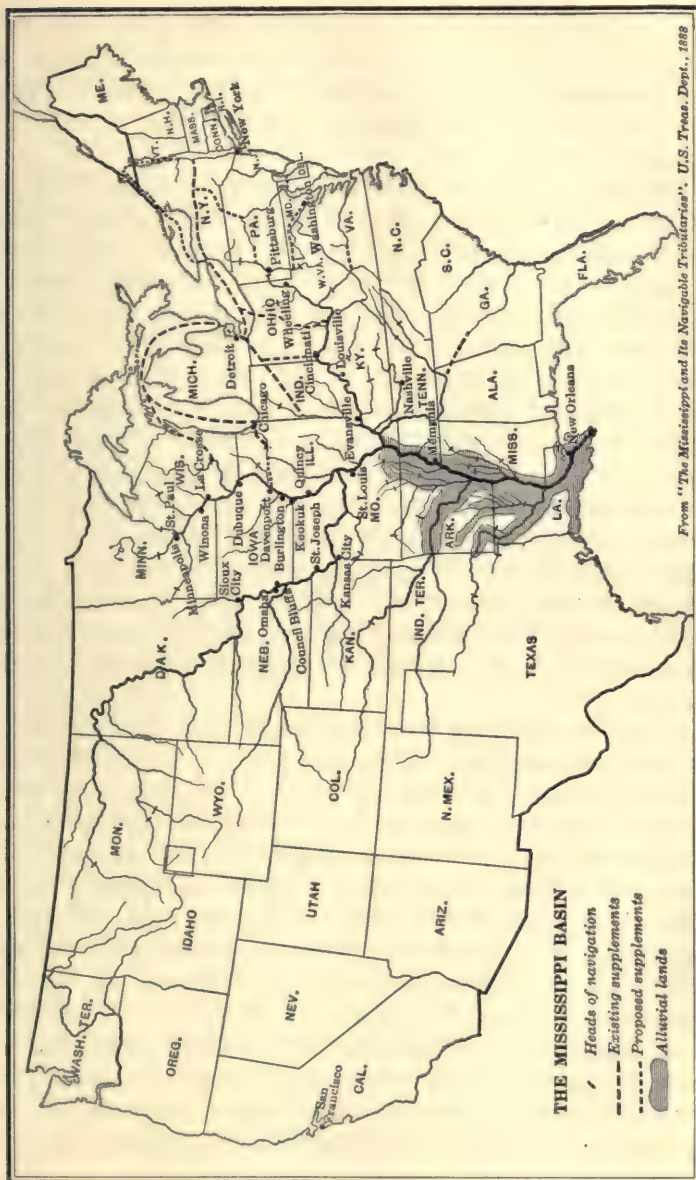 WASH. TER.
OREG.
IDAHO
MON.
WYO.
NEV.
UTAH
COL.
CAL.
ARIZ.
N. MEX.
San
Francisco
DAK.
NEB.
KAN.
IND. TER.
TEXAS
MINN.
Minneapolis
St. Paul
WIS.
La Crosse
Winona
Sioux
City
Dubuque
IOWA
Davenport
Burlington
Omaha
Council Bluffs
Keokuk
St. Joseph
Quincy
Kansas City
St. Louis
MO.
ILL.
Chicago
MICH.
Detroit
IND.
OHIO
Wheeling
Cincinnati
Louisville
Evansville
KY.
Nashville
TENN.
Memphis
ARK.
LA.
New Orleans
MISS.
ALA.
GA.
FLA.
S.C.
N.C.
VA.
W.VA.
Washington
MD.
DEL.
Pittsburg
PA.
N.J.
N.Y.
New York
CONN.
R.I.
MASS.
VT.
N.H.
ME.
THE MISSISSIPPI BASIN
Heads of navigation
Existing supplements
Proposed supplements
Alluvial lands
From "The Mississippi and Its Navigable Tributaries". U.S. Treas. Dept., 1888